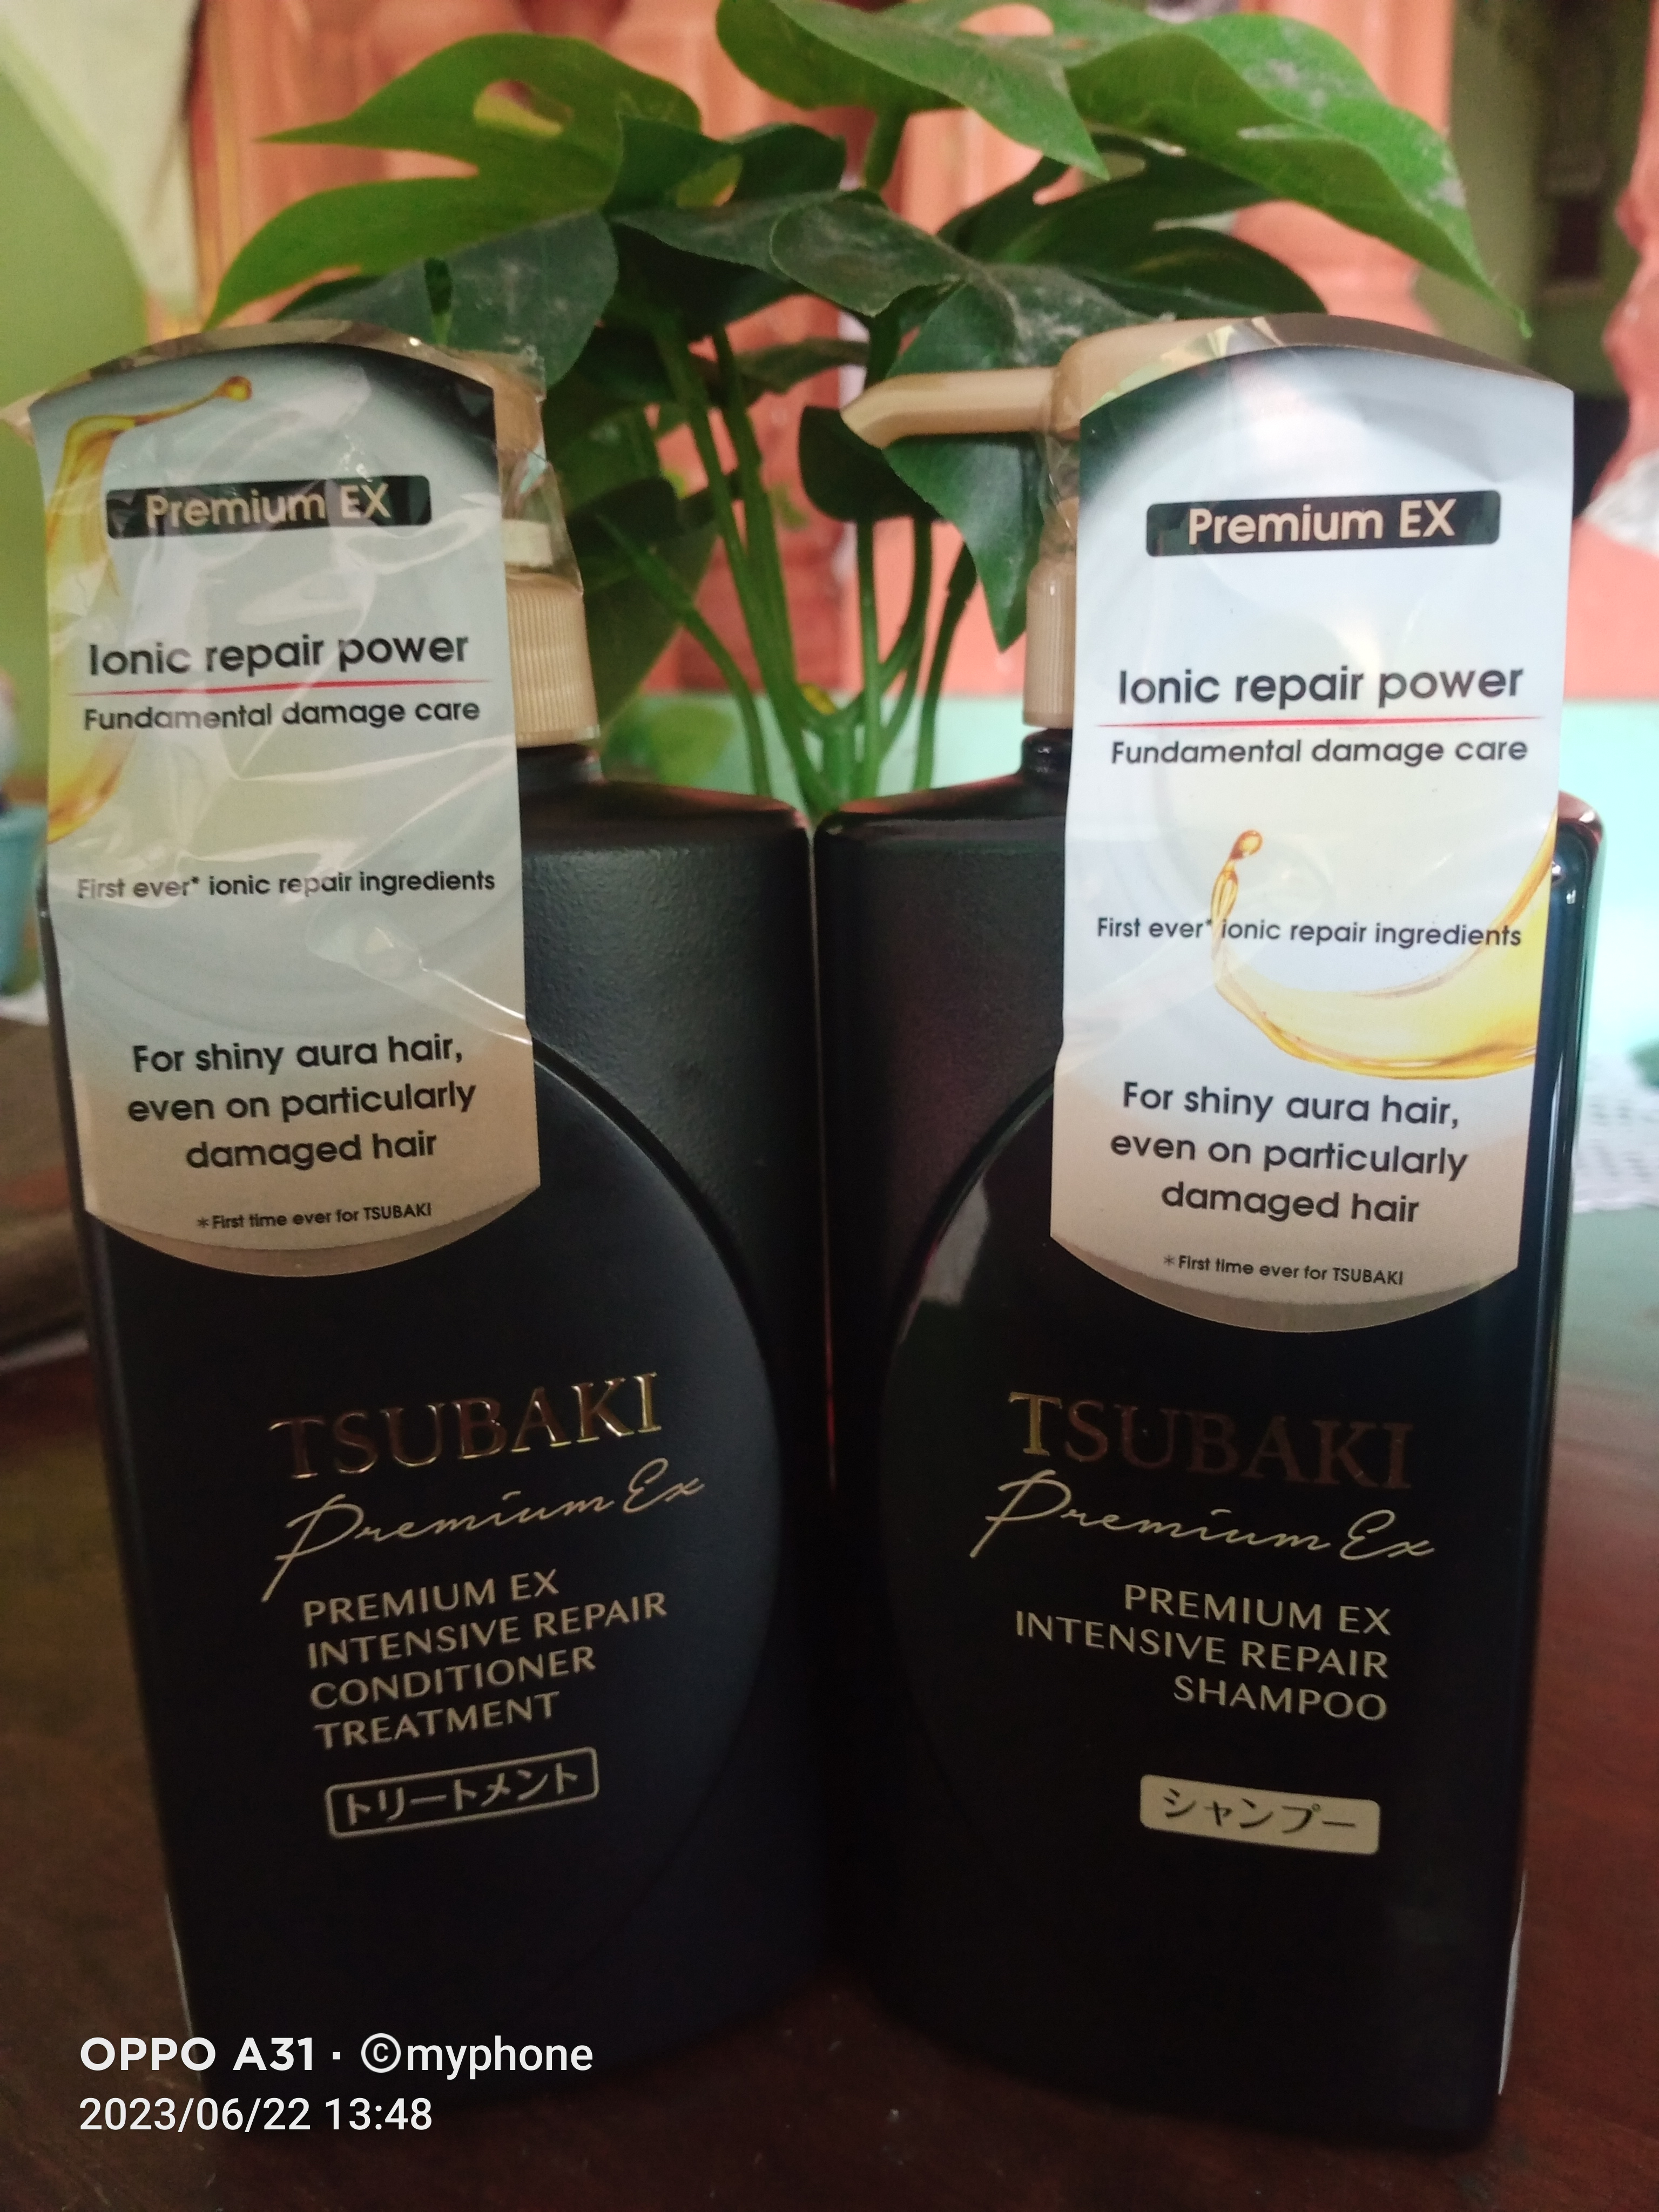 Premium EX
Ionic repair power
Fundamental damage care
First ever* ionic repair ingredients
For shiny aura hair,
even on particularly
damaged hair
*First time ever for TSUBAKI
TSUBAKI
Premium Ex
PREMIUM EX
INTENSIVE REPAIR
CONDITIONER
TREATMENT
トリートメント
Premium EX
Ionic repair power
Fundamental damage care
First ever* ionic repair ingredients
For shiny aura hair,
even on particularly
damaged hair
*First time ever for TSUBAKI
TSUBAKI
Premium Ex
PREMIUM EX
INTENSIVE REPAIR
SHAMPOO
シャンプー
OPPO A31 · ©myphone
2023/06/22 13:48